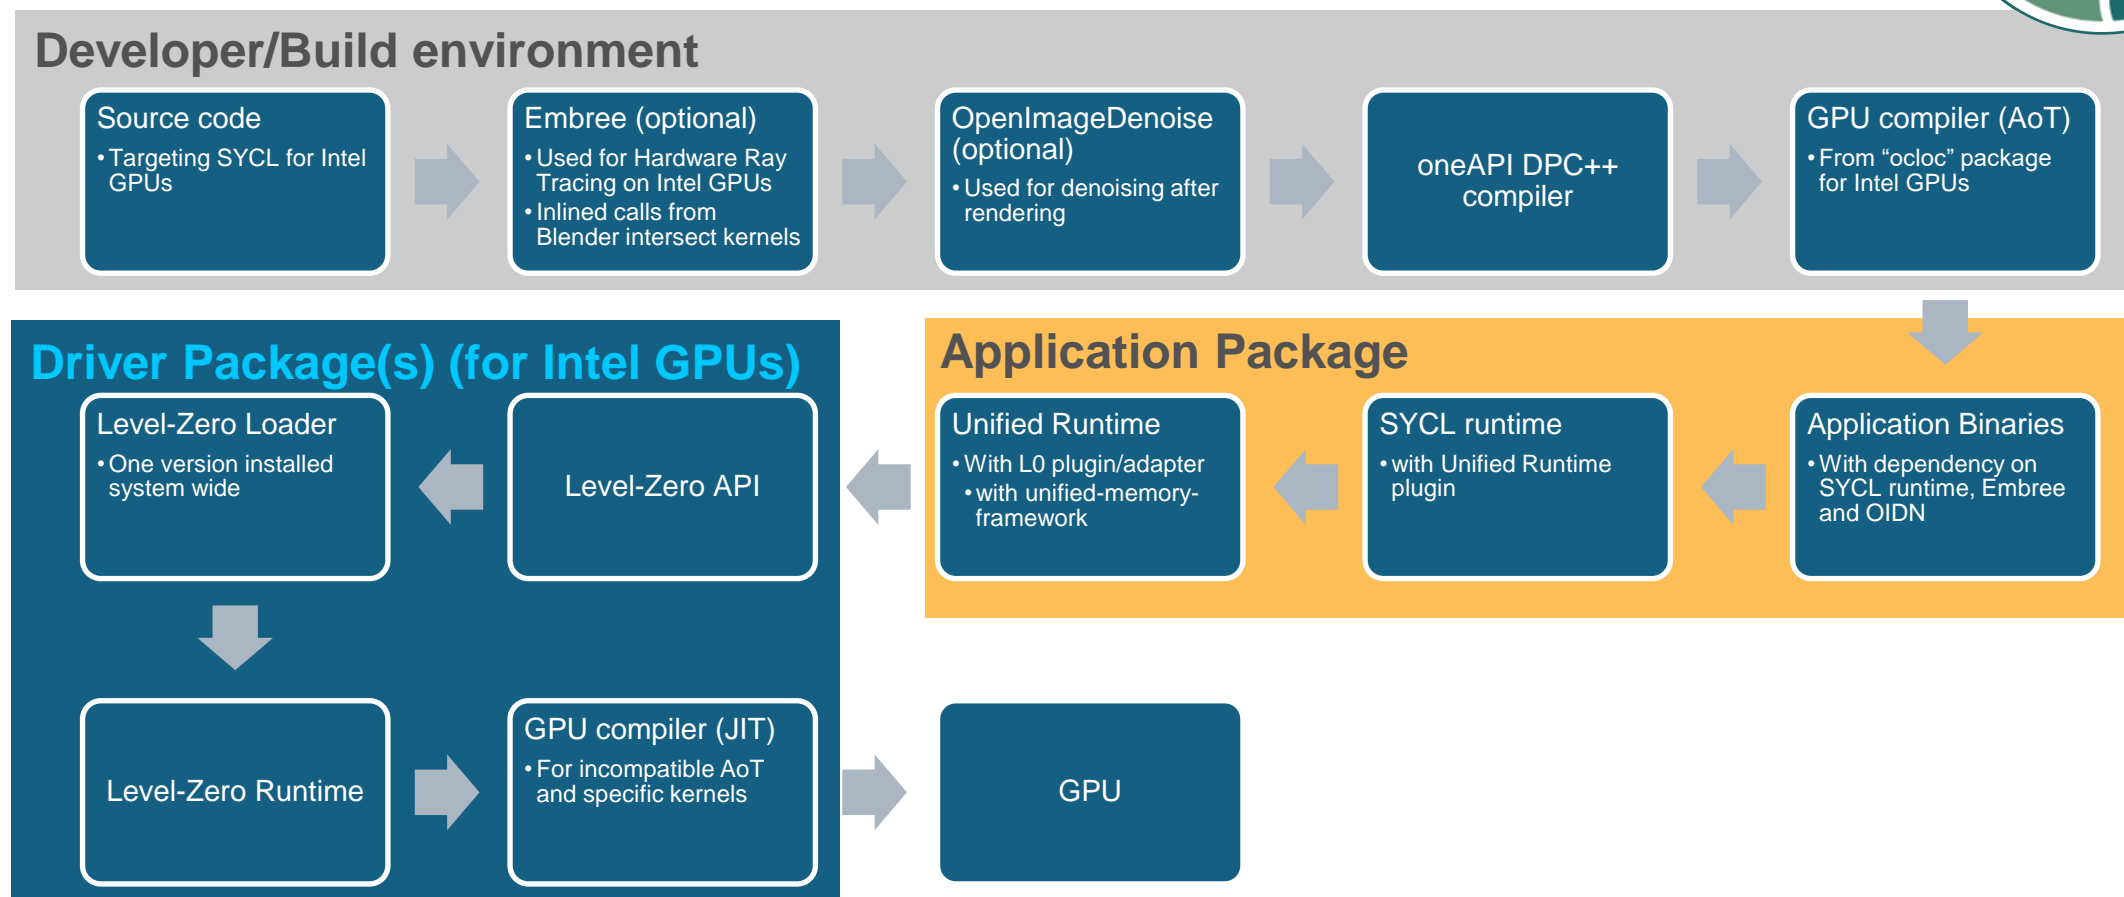 Developer/Build environment
Source code
• Targeting SYCL for Intel
GPUs
Embree (optional)
• Used for Hardware Ray
Tracing on Intel GPUs
• Inlined calls from
Blender intersect kernels
OpenImageDenoise
(optional)
• Used for denoising after
rendering
oneAPI DPC++
compiler
GPU compiler (AoT)
• From “ocloc” package
for Intel GPUs
Application Package
Application Binaries
• With dependency on
SYCL runtime, Embree
and OIDN
SYCL runtime
• with Unified Runtime
plugin
Unified Runtime
• With L0 plugin/adapter
• with unified-memory-
framework
Driver Package(s) (for Intel GPUs)
Level-Zero API
Level-Zero Loader
• One version installed
system wide
Level-Zero Runtime
GPU compiler (JIT)
• For incompatible AoT
and specific kernels
GPU